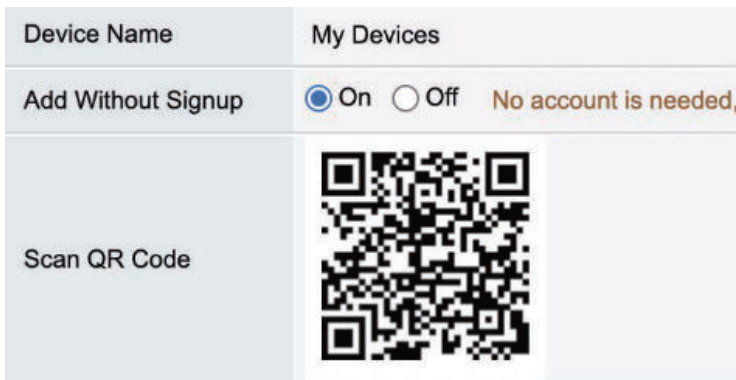 Device Name My Devices
Add Without Signup On Off No account is needed,
Scan QR Code